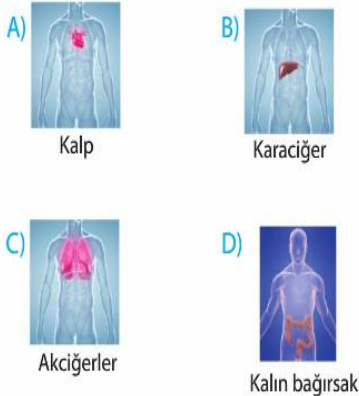 A)
B)
Kalp
Karaciğer
C)
D)
Akciğerler
Kalın bağırsak